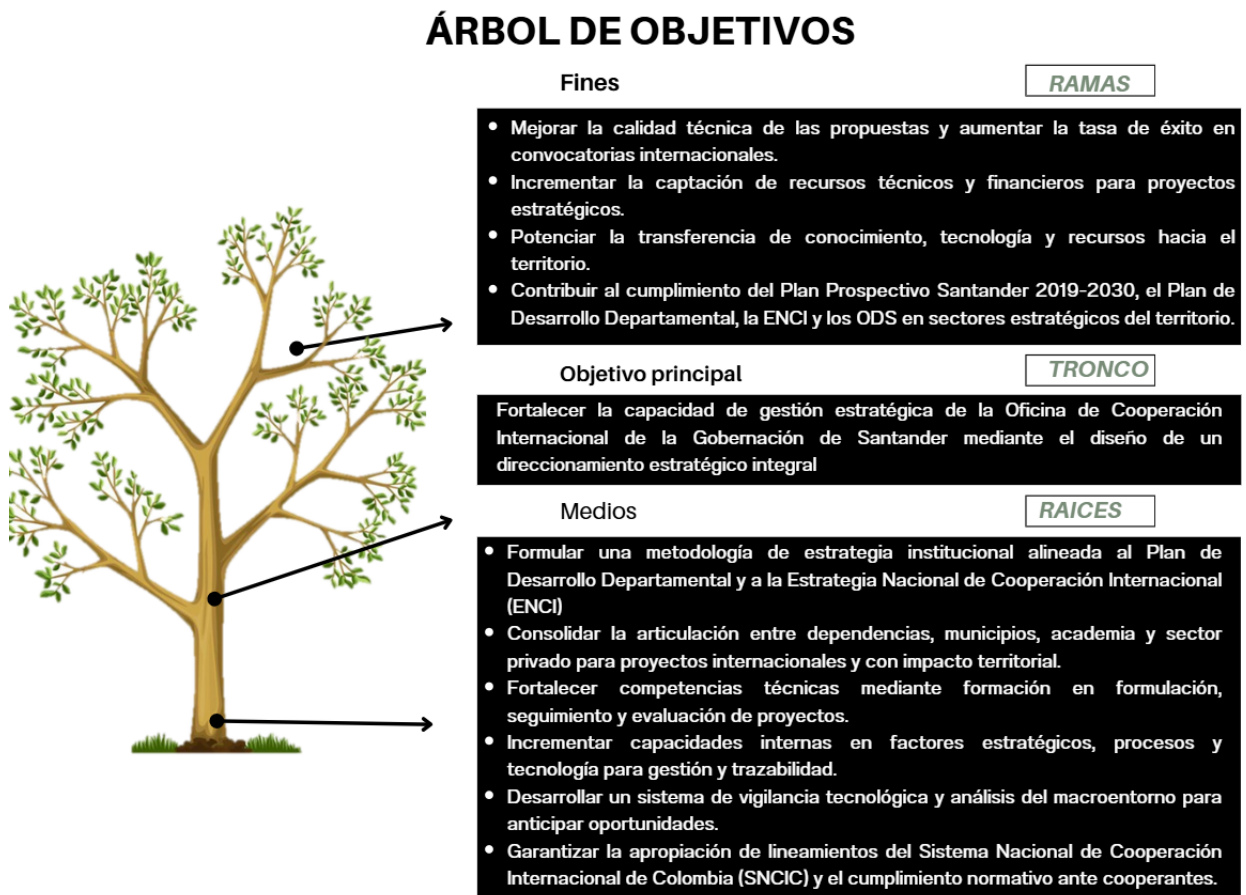 ÁRBOL DE OBJETIVOS
Fines
RAMAS
• Mejorar la calidad técnica de las propuestas y aumentar la tasa de éxito en
convocatorias internacionales.
• Incrementar la captación de recursos técnicos y financieros para proyectos
estratégicos.
• Potenciar la transferencia de conocimiento, tecnología y recursos hacia el
territorio.
• Contribuir al cumplimiento del Plan Prospectivo Santander 2019-2030, el Plan de
Desarrollo Departamental, la ENCI y los ODS en sectores estratégicos del territorio.
Objetivo principal
TRONCO
Fortalecer la capacidad de gestión estratégica de la Oficina de Cooperación
Internacional de la Gobernación de Santander mediante el diseño de un
direccionamiento estratégico integral
Medios
RAICES
• Formular una metodología de estrategia institucional alineada al Plan de
Desarrollo Departamental y a la Estrategia Nacional de Cooperación Internacional
(ENCI)
• Consolidar la articulación entre dependencias, municipios, academia y sector
privado para proyectos internacionales y con impacto territorial.
• Fortalecer competencias técnicas mediante formación en formulación,
seguimiento y evaluación de proyectos.
• Incrementar capacidades internas en factores estratégicos, procesos y
tecnología para gestión y trazabilidad.
• Desarrollar un sistema de vigilancia tecnológica y análisis del macroentorno para
anticipar oportunidades.
• Garantizar la apropiación de lineamientos del Sistema Nacional de Cooperación
Internacional de Colombia (SNCIC) y el cumplimiento normativo ante cooperantes.